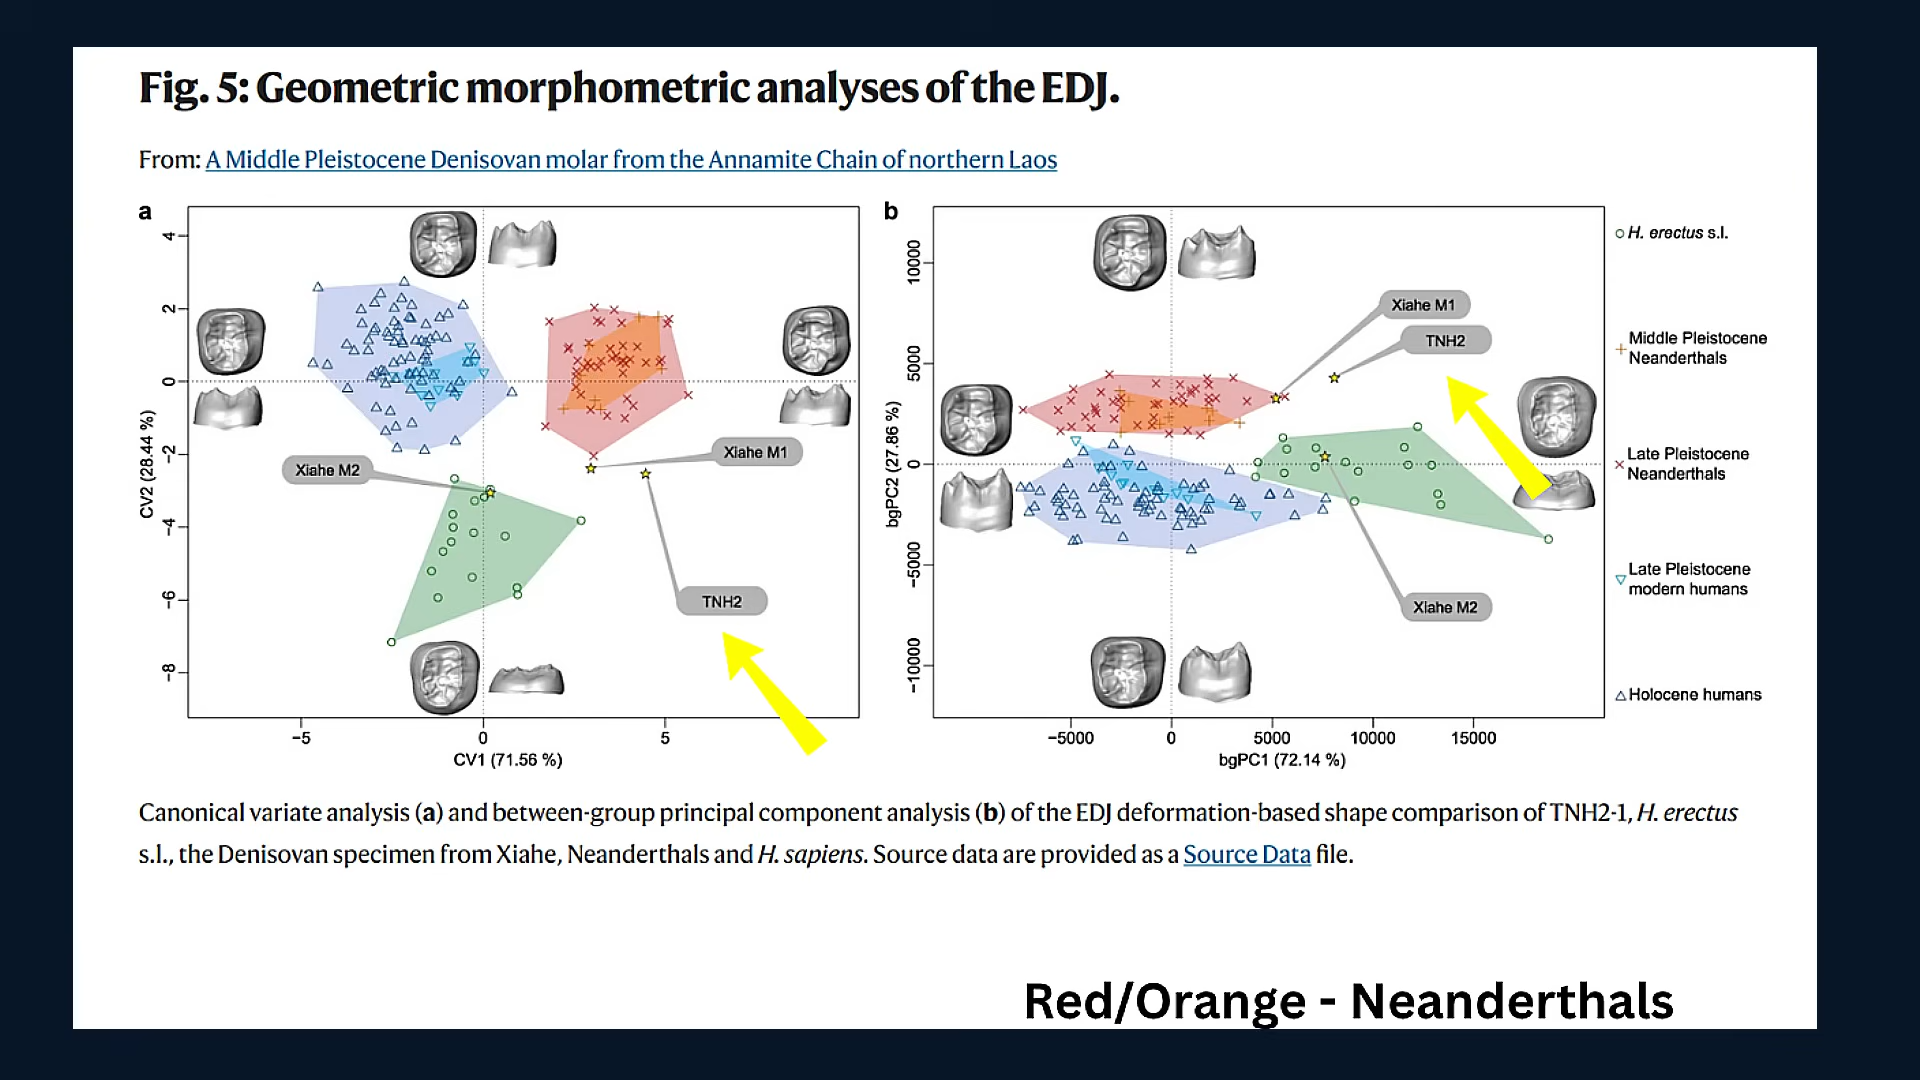 Fig. 5: Geometric morphometric analyses of the EDJ.
From: A Middle Pleistocene Denisovan molar from the Annamite Chain of northern Laos
a
4
2
0
−2
−4
−6
−8
CV2 (28.44 %)
−5
0
5
CV1 (71.56 %)
Xiahe M2
Xiahe M1
TNH2
b
10000
5000
0
−5000
−10000
bgPC2 (27.86 %)
−5000
0
5000
10000
15000
bgPC1 (72.14 %)
Xiahe M1
TNH2
Xiahe M2
H. erectus s.l.
Middle Pleistocene
Neanderthals
Late Pleistocene
Neanderthals
Late Pleistocene
modern humans
Holocene humans
Canonical variate analysis (a) and between-group principal component analysis (b) of the EDJ deformation-based shape comparison of TNH2-1, H. erectus
s.l., the Denisovan specimen from Xiahe, Neanderthals and H. sapiens. Source data are provided as a Source Data file.
Red/Orange - Neanderthals